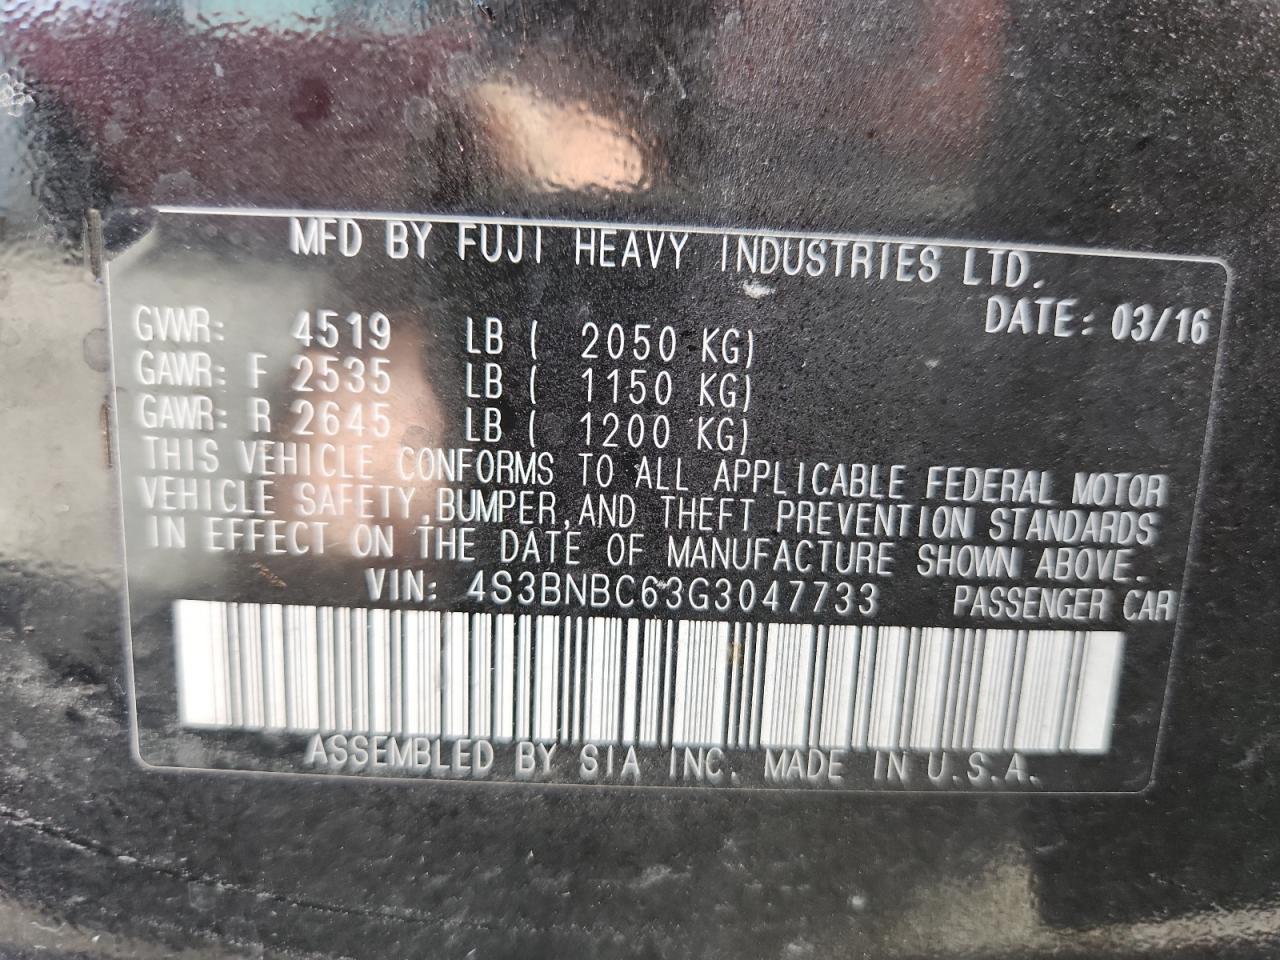 MFD BY FUJI HEAVY INDUSTRIES LTD.
DATE: 03/16
GVWR: 4519 LB ( 2050 KG)
GAWR: F 2535 LB ( 1150 KG)
GAWR: R 2645 LB ( 1200 KG)
THIS VEHICLE CONFORMS TO ALL APPLICABLE FEDERAL MOTOR
VEHICLE SAFETY,BUMPER,AND THEFT PREVENTION STANDARDS
IN EFFECT ON THE DATE OF MANUFACTURE SHOWN ABOVE.
VIN: 4S3BNBC63G3047733 PASSENGER CAR
ASSEMBLED BY SIA INC. MADE IN U.S.A.